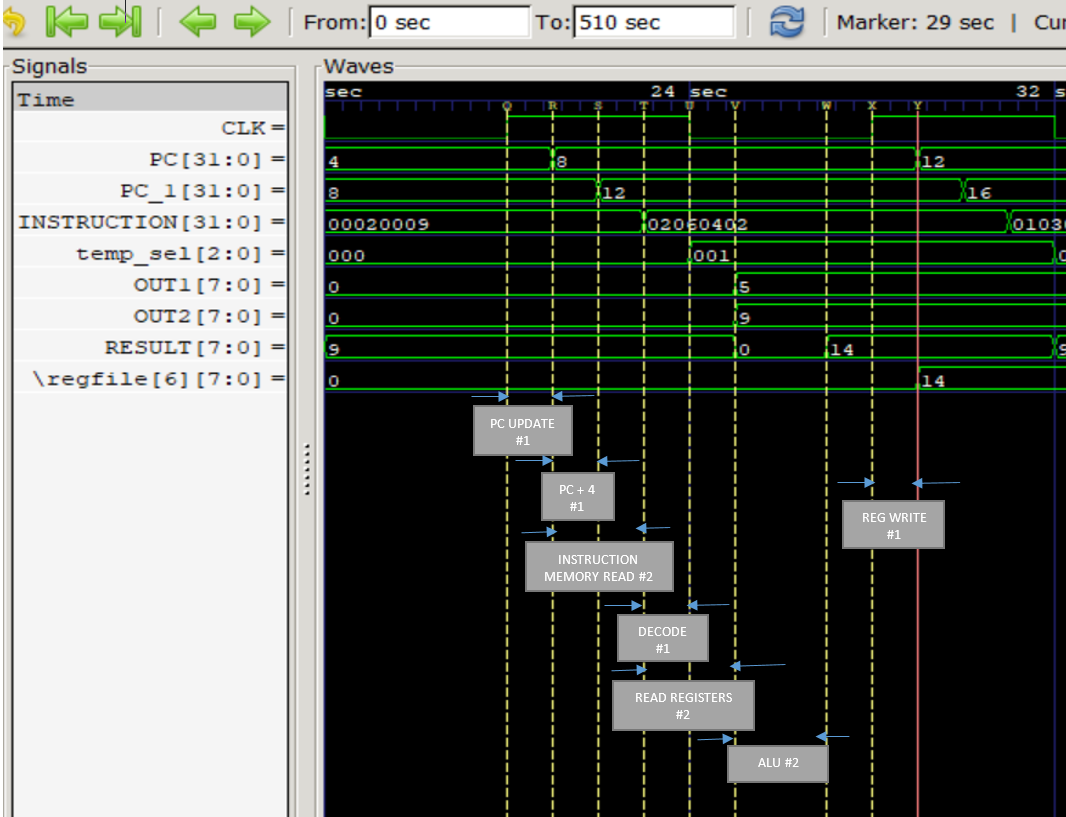 From: 0 sec To: 510 sec Marker: 29 sec | Cur
Signals Waves
Time sec 24 sec 32 s
Q R S T U V W X Y
CLK =
PC[31:0] = 4 8 12
PC_1[31:0] = 8 12 16
INSTRUCTION[31:0] = 00020009 02060402 0103
temp_sel[2:0] = 000 001 0
OUT1[7:0] = 0 5
OUT2[7:0] = 0 9
RESULT[7:0] = 9 0 14 9
\regfile[6][7:0] = 0 14
PC UPDATE
#1
PC + 4
#1
REG WRITE
#1
INSTRUCTION
MEMORY READ #2
DECODE
#1
READ REGISTERS
#2
ALU #2